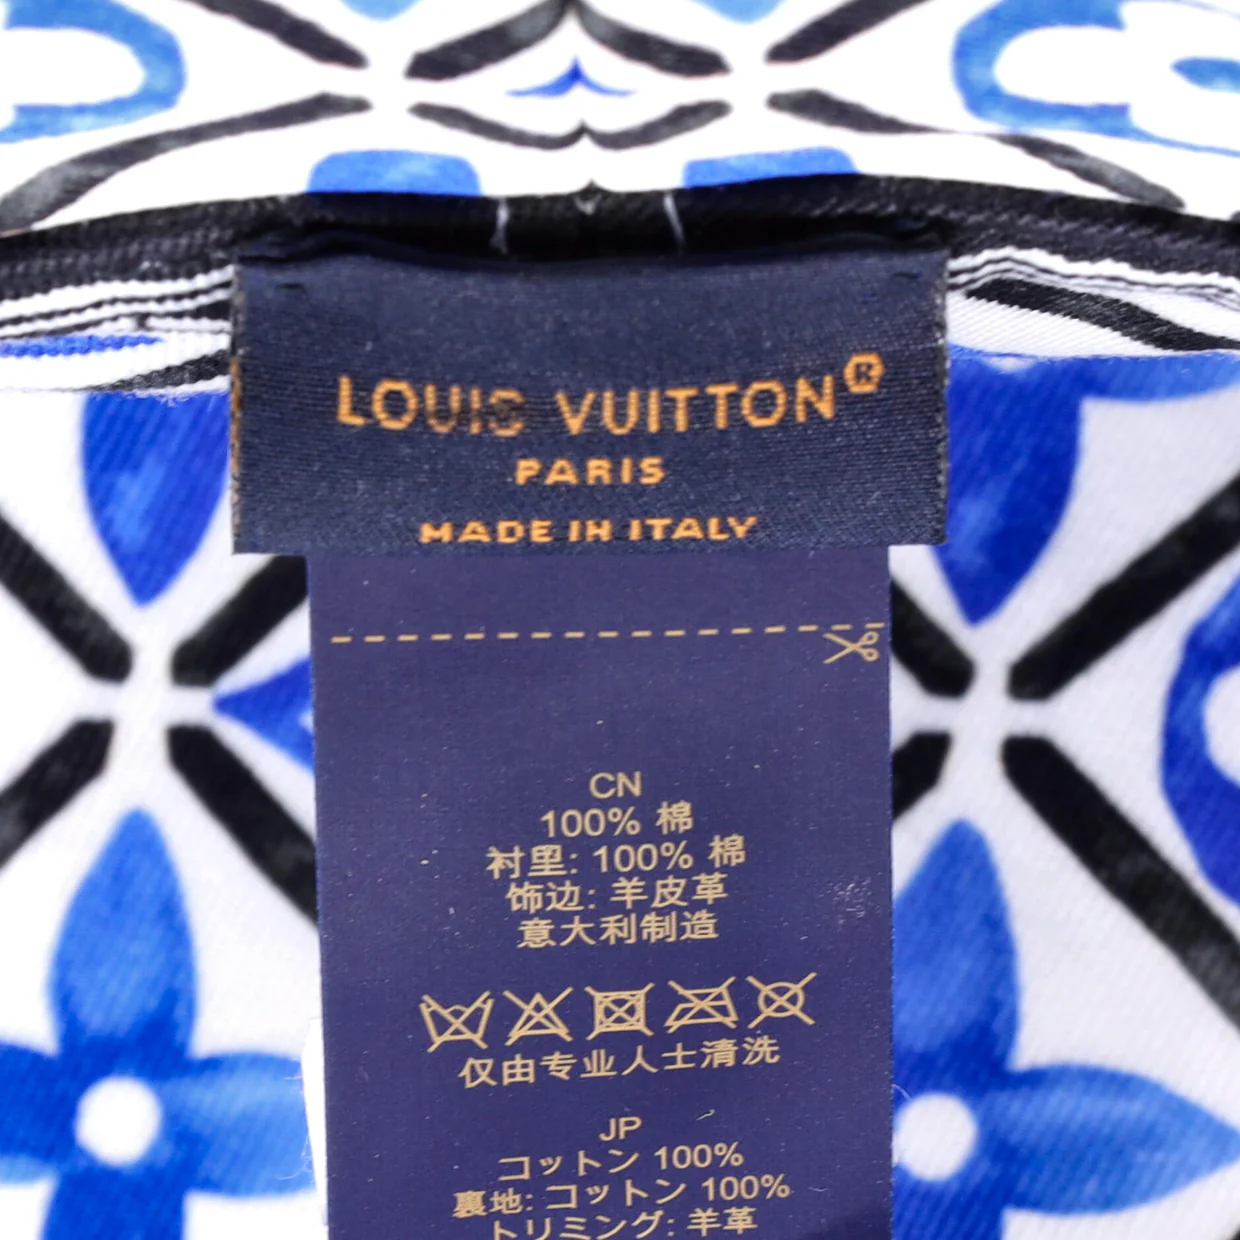 LOUIS VUITTON®
PARIS
MADE IN ITALY
CN
100% 棉
衬里: 100% 棉
饰边: 羊皮革
意大利制造
仅由专业人士清洗
JP
コットン 100%
裏地: コットン 100%
トリミング: 羊革